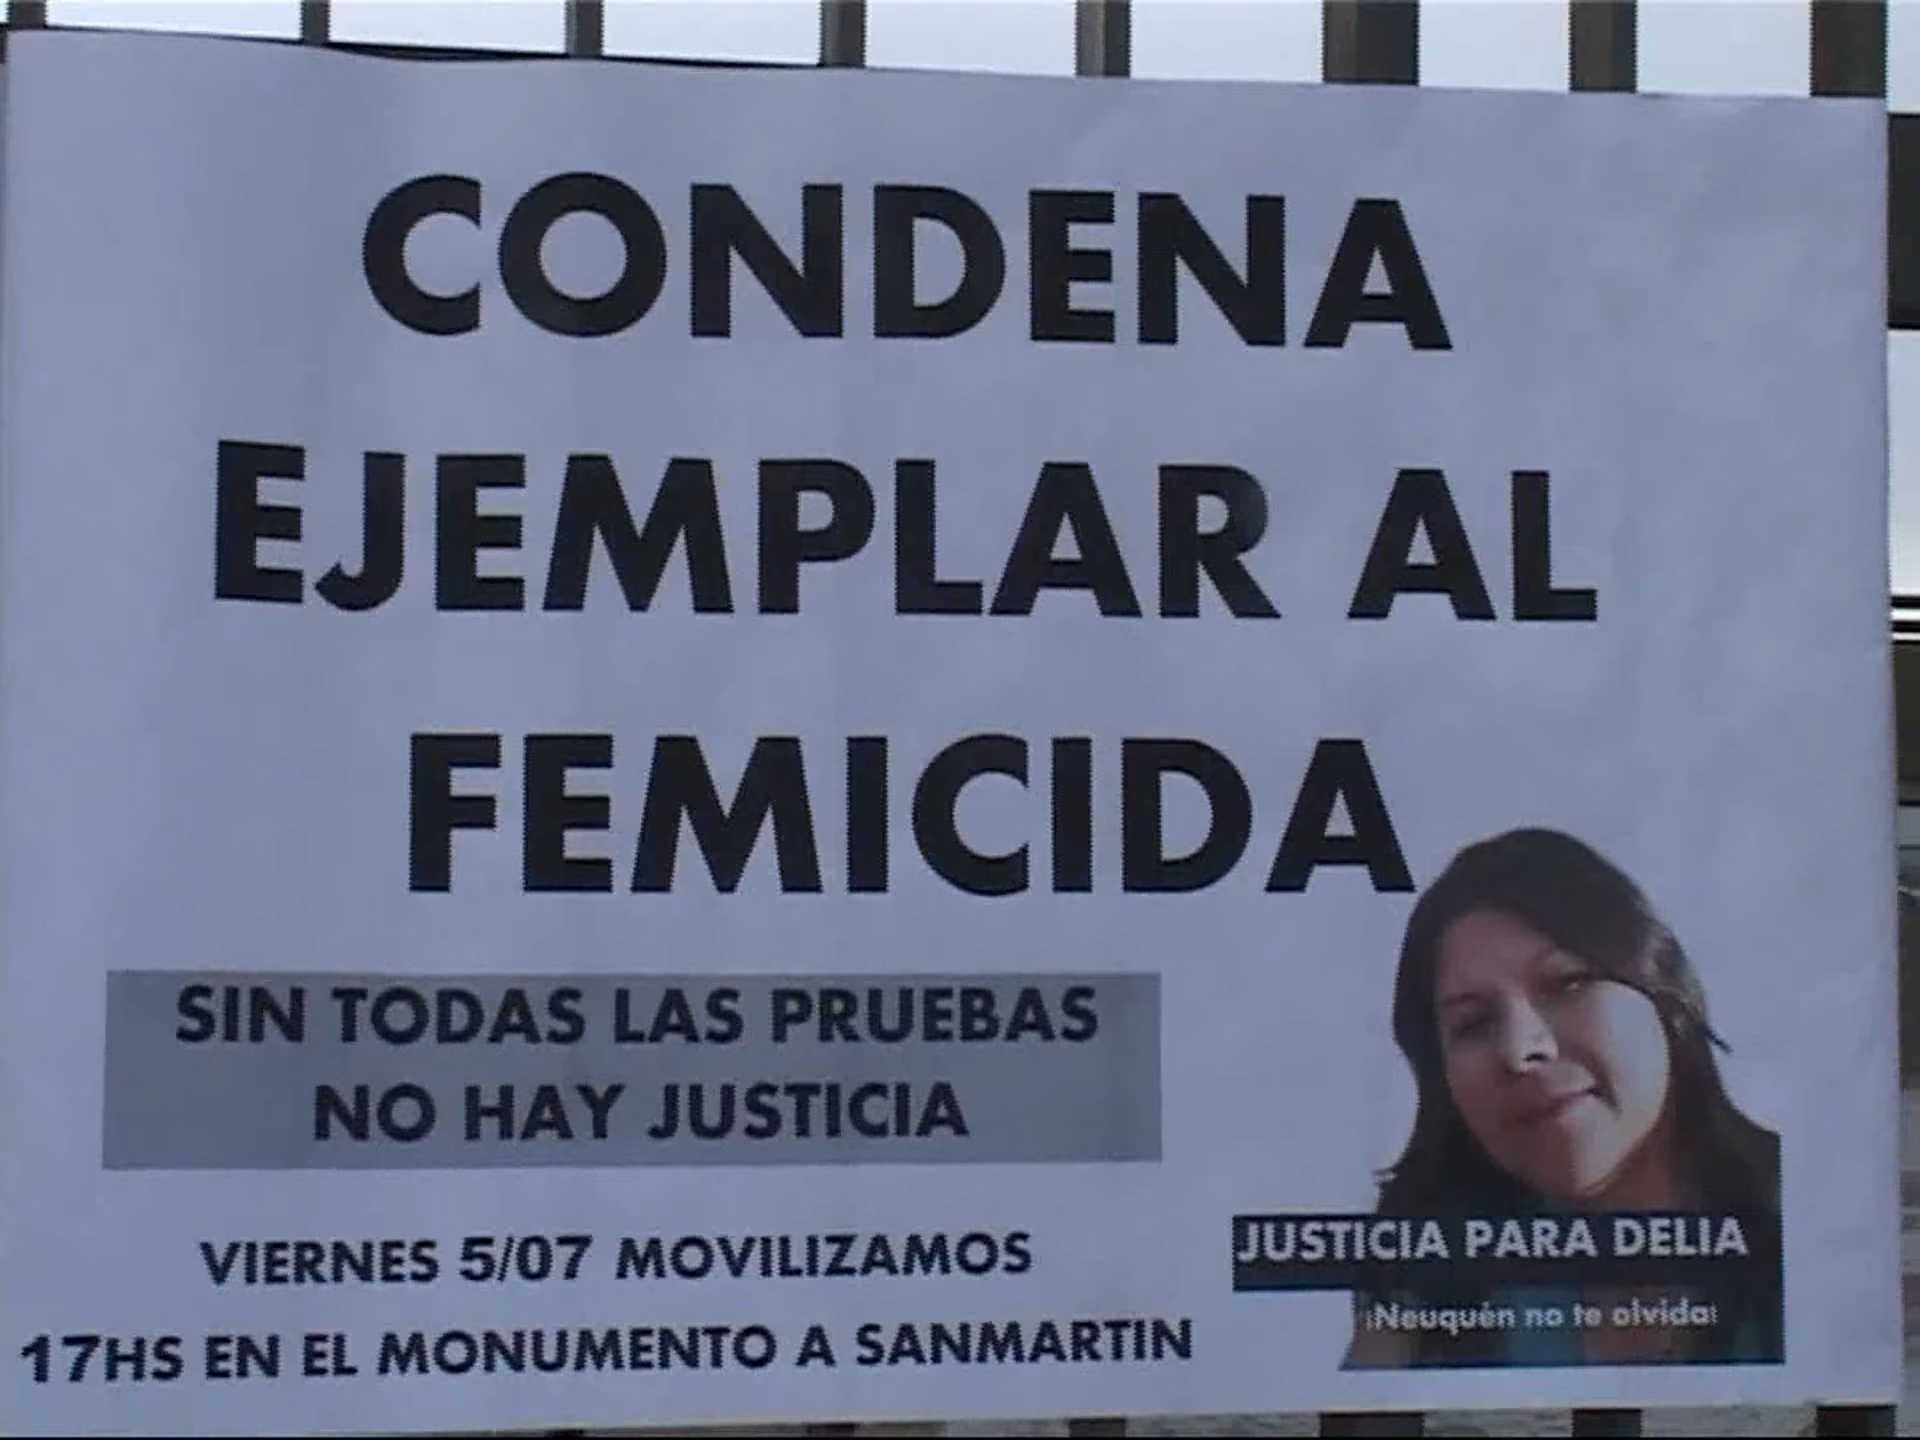 CONDENA
EJEMPLAR AL
FEMICIDA
SIN TODAS LAS PRUEBAS
NO HAY JUSTICIA
VIERNES 5/07 MOVILIZAMOS
17HS EN EL MONUMENTO A SANMARTIN
JUSTICIA PARA DELIA
¡Neuquén no te olvida!